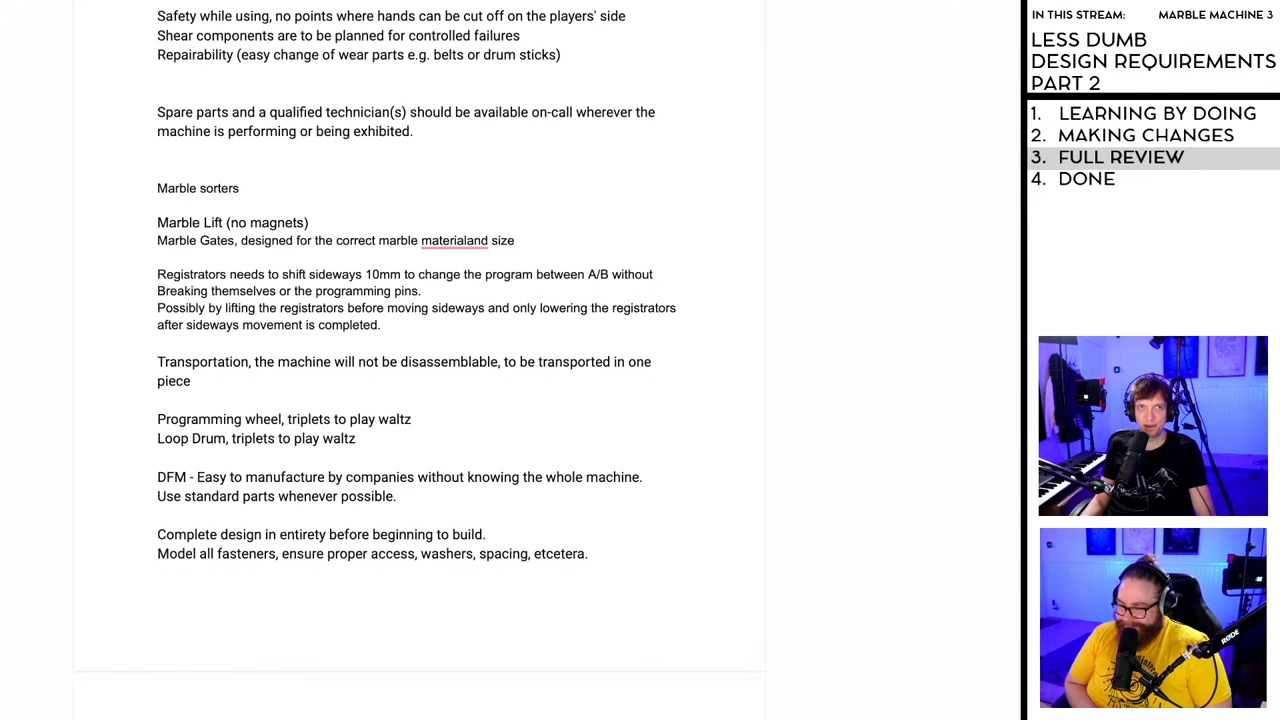 Safety while using, no points where hands can be cut off on the players' side
Shear components are to be planned for controlled failures
Repairability (easy change of wear parts e.g. belts or drum sticks)
Spare parts and a qualified technician(s) should be available on-call wherever the
machine is performing or being exhibited.
Marble sorters
Marble Lift (no magnets)
Marble Gates, designed for the correct marble materialand size
Registrators needs to shift sideways 10mm to change the program between A/B without
Breaking themselves or the programming pins.
Possibly by lifting the registrators before moving sideways and only lowering the registrators
after sideways movement is completed.
Transportation, the machine will not be disassemblable, to be transported in one
piece
Programming wheel, triplets to play waltz
Loop Drum, triplets to play waltz
DFM - Easy to manufacture by companies without knowing the whole machine.
Use standard parts whenever possible.
Complete design in entirety before beginning to build.
Model all fasteners, ensure proper access, washers, spacing, etcetera.
IN THIS STREAM: MARBLE MACHINE 3
LESS DUMB
DESIGN REQUIREMENTS
PART 2
1. LEARNING BY DOING
2. MAKING CHANGES
3. FULL REVIEW
4. DONE
RØDE